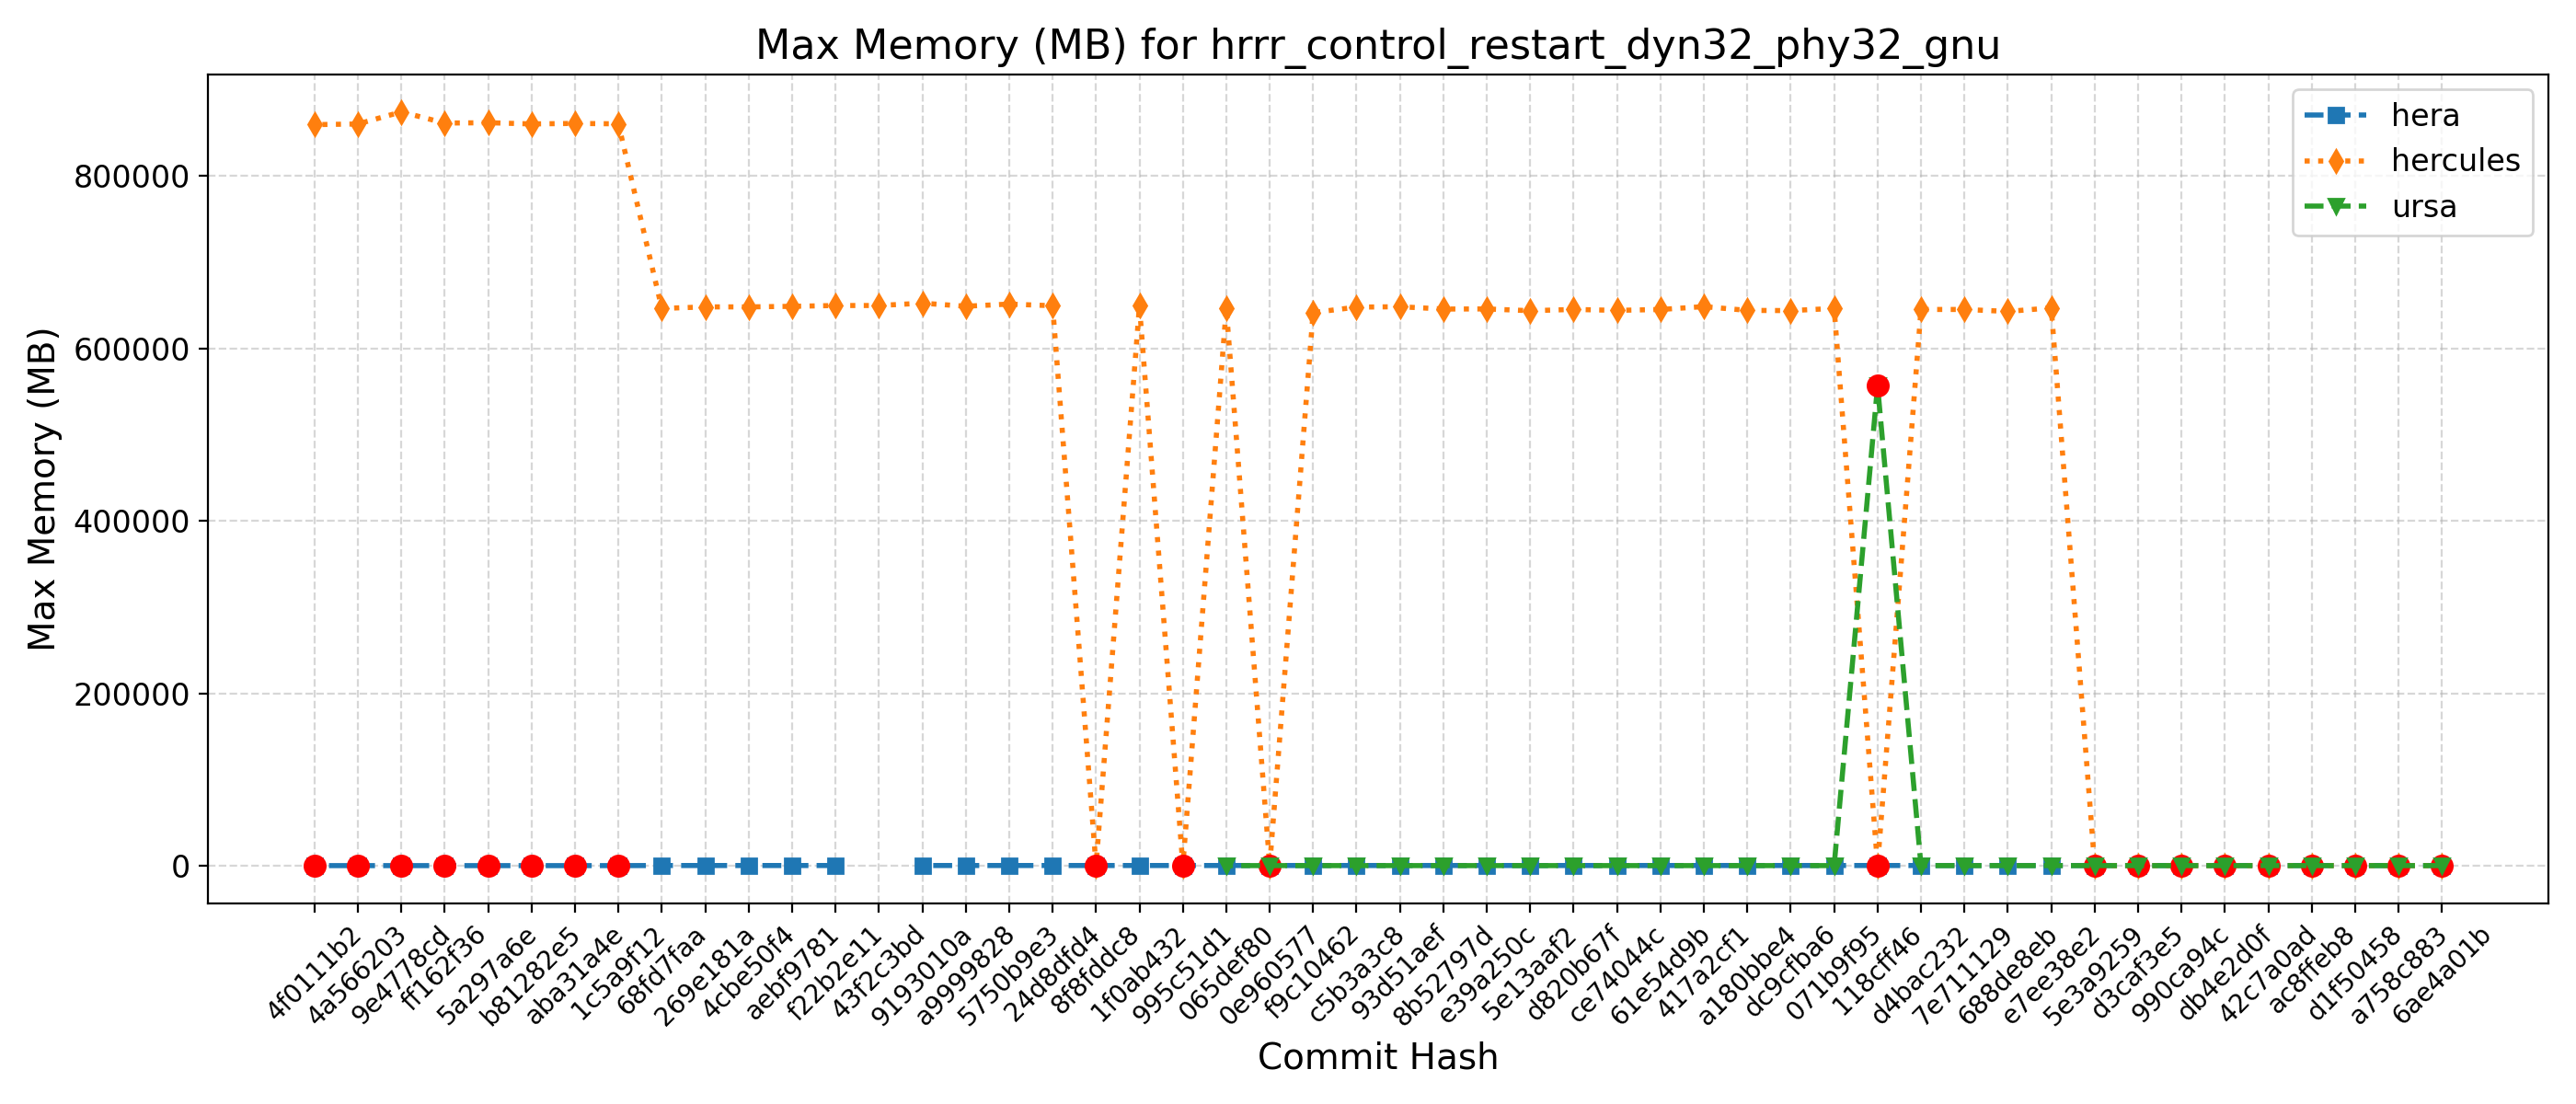 Max Memory (MB) for hrrr_control_restart_dyn32_phy32_gnu
Max Memory (MB)
800000
600000
400000
200000
0
hera
hercules
ursa
4f0111b2
4a566203
9e4778cd
ff162f36
5a297a6e
b81282e5
aba31a4e
1c5a9f12
68fd7faa
269e181a
4cbe50f4
aebf9781
f22b2e11
43f2c3bd
9193010a
a9999828
5750b9e3
24d8dfd4
8f8fddc8
1f0ab432
995c51d1
065def80
0e960577
f9c10462
c5b3a3c8
93d51aef
8b52797d
e39a250c
5e13aaf2
d820b67f
ce74044c
61e54d9b
417a2cf1
a180bbe4
dc9cfba6
071b9f95
118cff46
d4bac232
7e711129
688de8eb
e7ee38e2
5e3a9259
d3caf3e5
990ca94c
db4e2d0f
42c7a0ad
ac8ffeb8
d1f50458
a758c883
6ae4a01b
Commit Hash